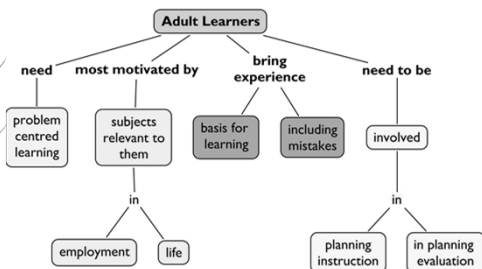 Adult Learners
need
most motivated by
bring
experience
need to be
problem
centred
learning
subjects
relevant to
them
basis for
learning
including
mistakes
involved
in
in
employment
life
planning
instruction
in planning
evaluation